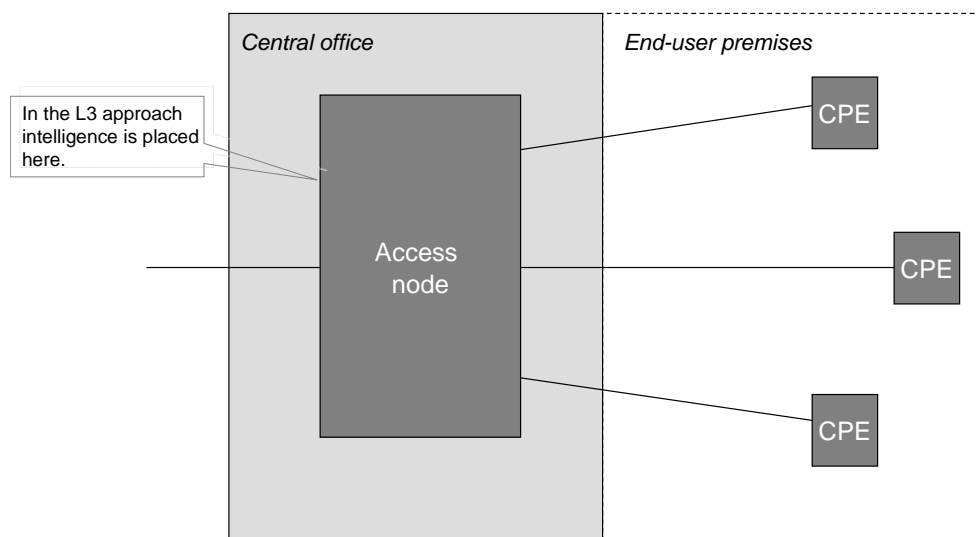 Central office
End-user premises
In the L3 approach
intelligence is placed
here.
CPE
Access
node
CPE
CPE